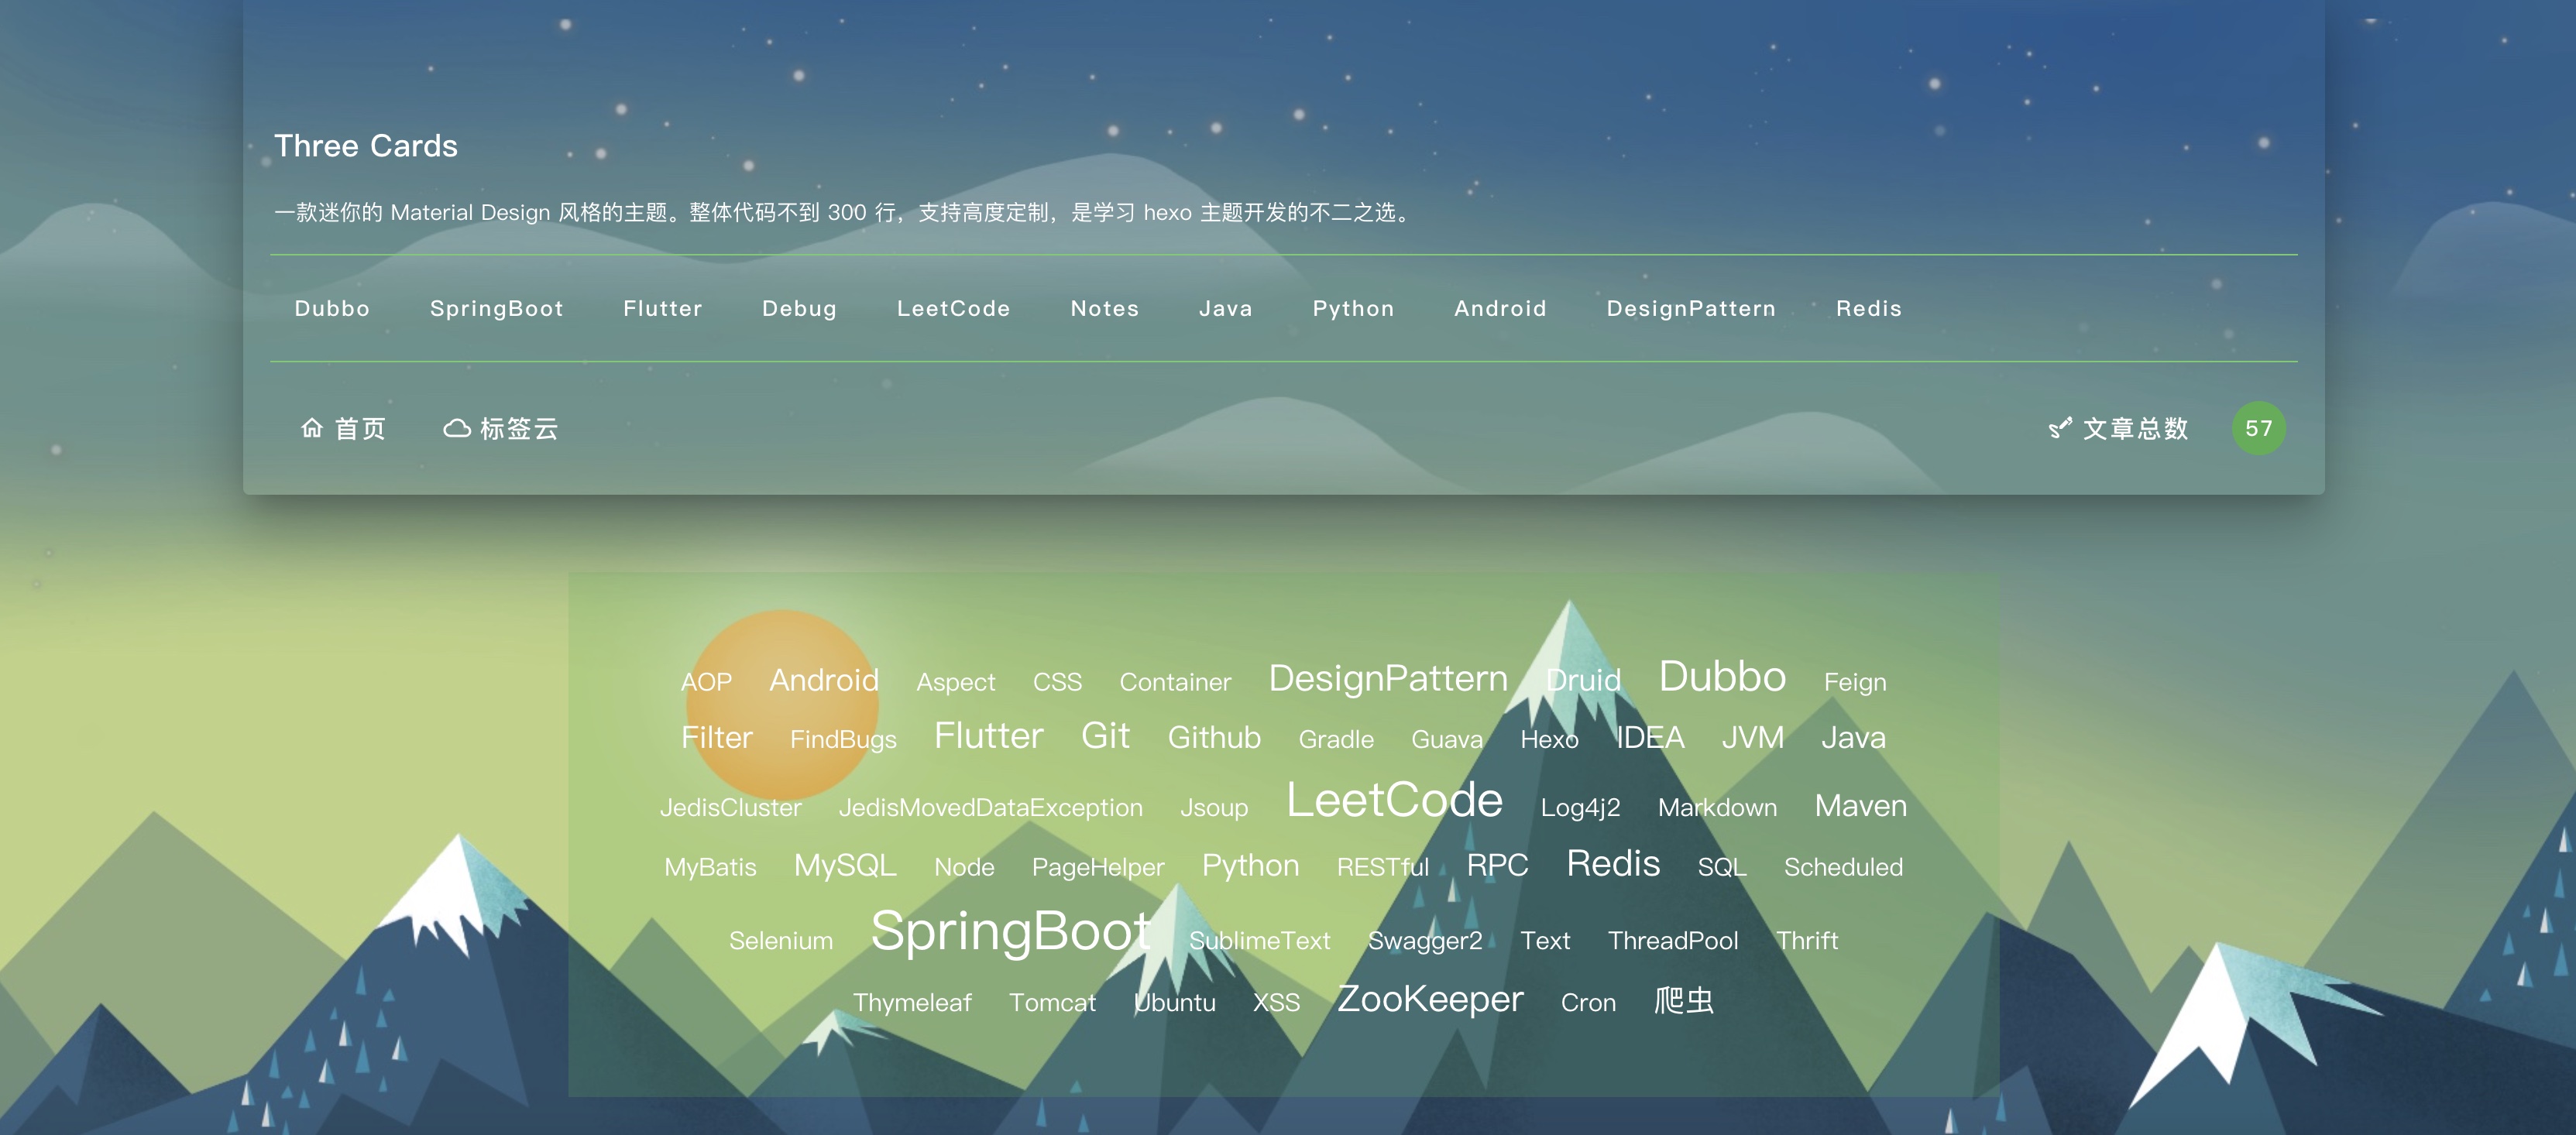 Three Cards
一款迷你的 Material Design 风格的主题。整体代码不到 300 行，支持高度定制，是学习 hexo 主题开发的不二之选。
Dubbo SpringBoot Flutter Debug LeetCode Notes Java Python Android DesignPattern Redis
首页 标签云 文章总数 57
AOP Android Aspect CSS Container DesignPattern Druid Dubbo Feign
Filter FindBugs Flutter Git Github Gradle Guava Hexo IDEA JVM Java
JedisCluster JedisMovedDataException Jsoup LeetCode Log4j2 Markdown Maven
MyBatis MySQL Node PageHelper Python RESTful RPC Redis SQL Scheduled
Selenium SpringBoot SublimeText Swagger2 Text ThreadPool Thrift
Thymeleaf Tomcat Ubuntu XSS ZooKeeper Cron 爬虫